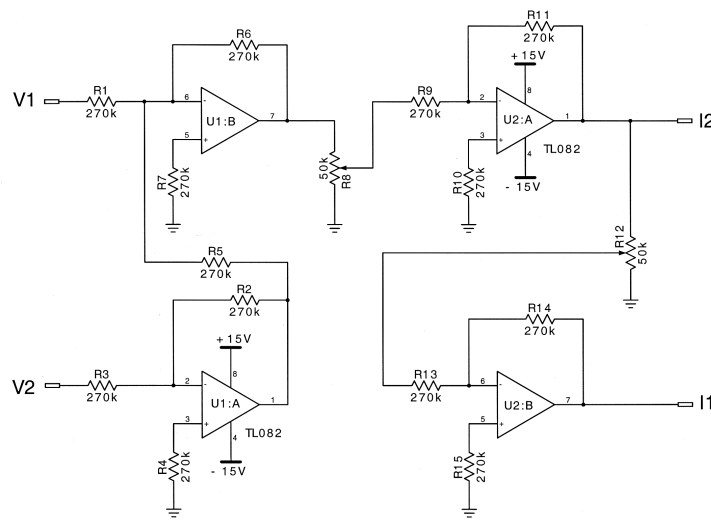 R6
270k
R11
270k
+15V
V1
R1
270k
6
-
U1:B
7
5
+
R7
270k
50k
R8
R9
270k
2
-
8
U2:A
1
3
+
4
TL082
-15V
R10
270k
I2
R12
50k
R5
270k
R2
270k
+15V
V2
R3
270k
2
-
8
U1:A
1
3
+
4
TL082
-15V
R4
270k
R14
270k
R13
270k
6
-
U2:B
7
5
+
R15
270k
I1